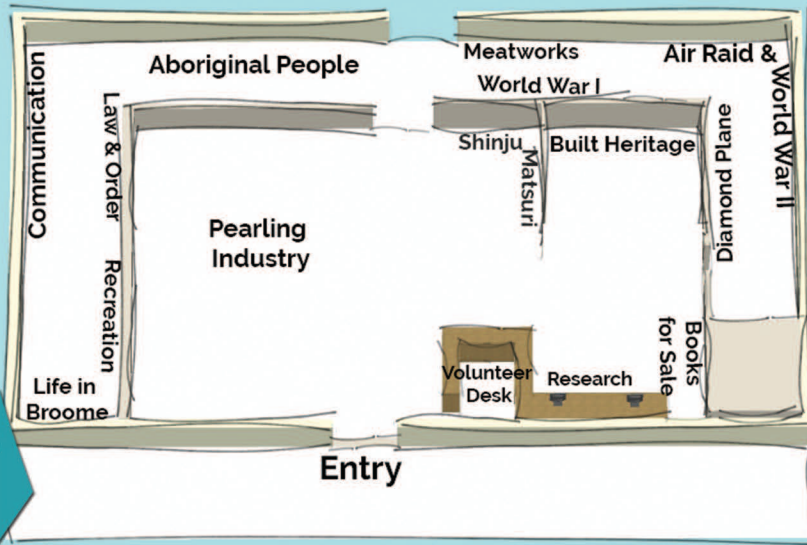 Aboriginal People
Meatworks
World War I
Air Raid &
World War II
Communication
Law & Order
Recreation
Life in
Broome
Pearling
Industry
Shinju
Matsuri
Built Heritage
Diamond Plane
Books
for Sale
Volunteer
Desk
Research
Entry